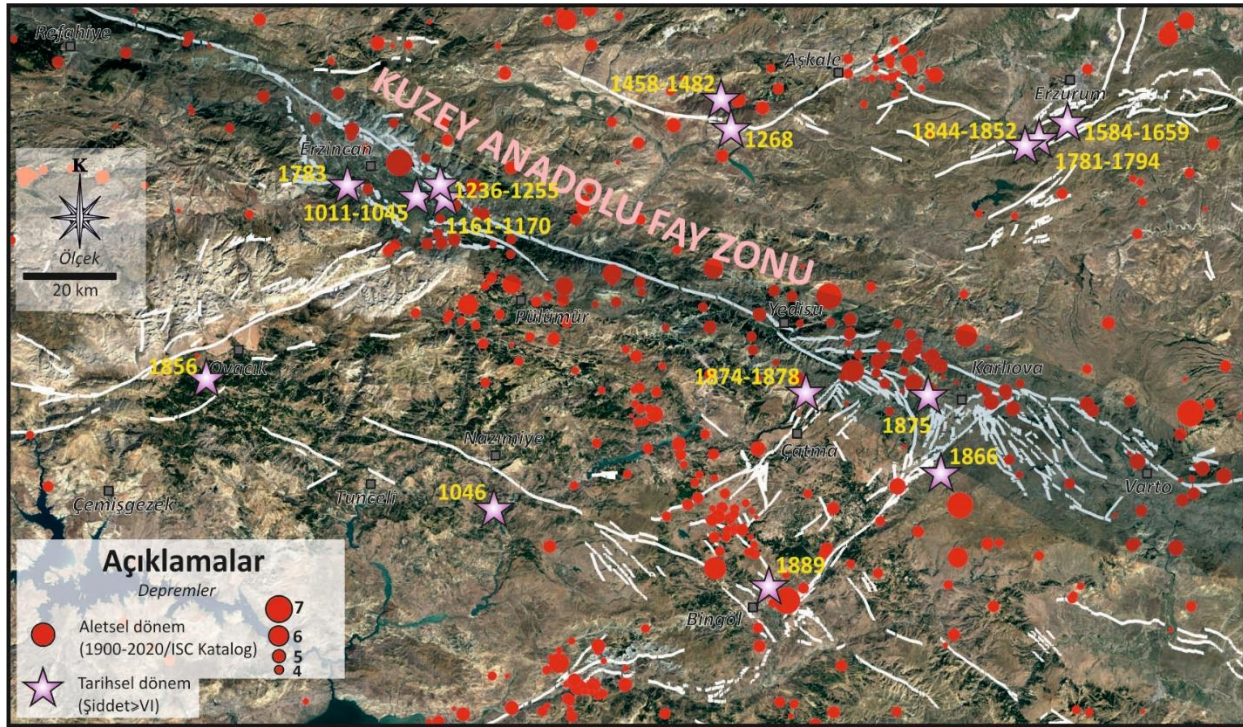 Refahiye
Aşkale
1458-1482
1268
Erzurum
1844-1852
1584-1659
1781-1794
KUZEY ANADOLU FAY ZONU
Erzincan
1783
1236-1255
1011-1045
1161-1170
K
Ölçek
20 km
Pülümür
Yedisu
1856
Ovacık
1874-1878
Karlıova
1875
Çatma
1866
Nazımiye
Varto
Çemişgezek
Tunceli
1046
1889
Bingöl
Açıklamalar
Depremler
7
6
5
4
Aletsel dönem
(1900-2020/ISC Katalog)
Tarihsel dönem
(Şiddet>VI)